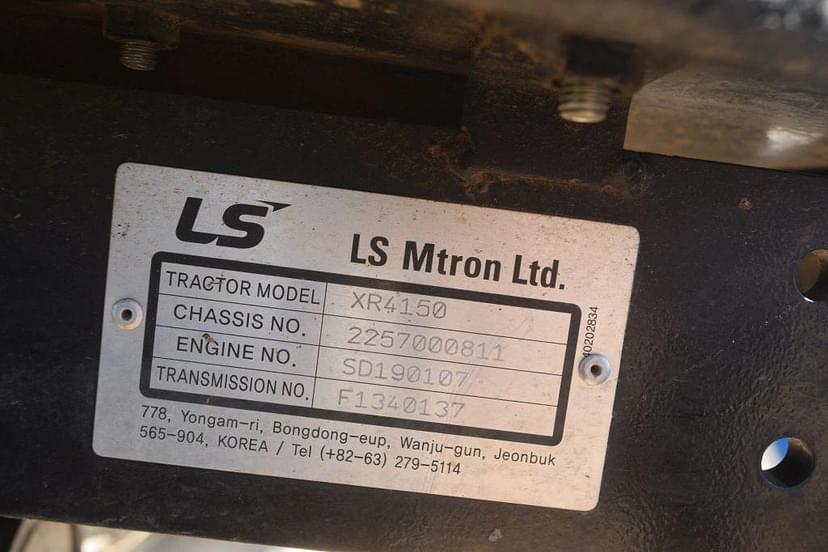 LS
LS Mtron Ltd.
TRACTOR MODEL XR4150
CHASSIS NO. 2257000811
ENGINE NO. SD190107
TRANSMISSION NO. F1340137
40202834
778, Yongam-ri, Bongdong-eup, Wanju-gun, Jeonbuk
565-904, KOREA / Tel (+82-63) 279-5114